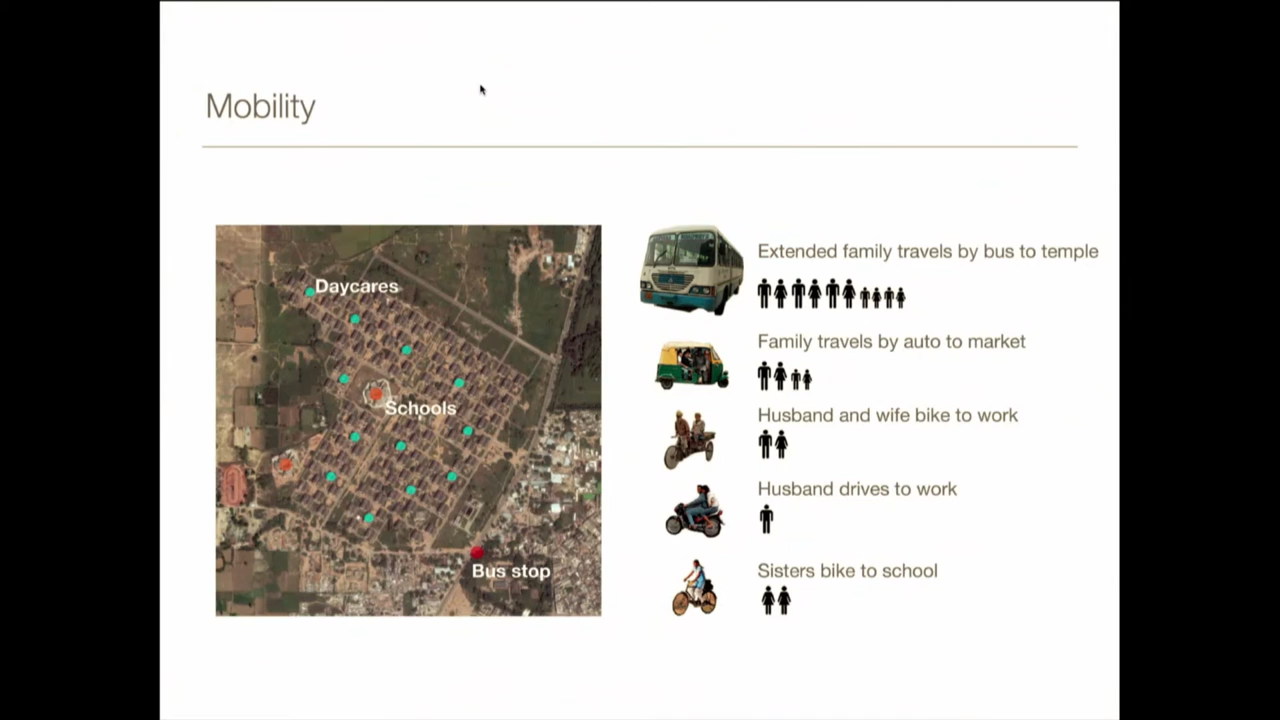 Mobility
Daycares
Schools
Bus stop
Extended family travels by bus to temple
Family travels by auto to market
Husband and wife bike to work
Husband drives to work
Sisters bike to school